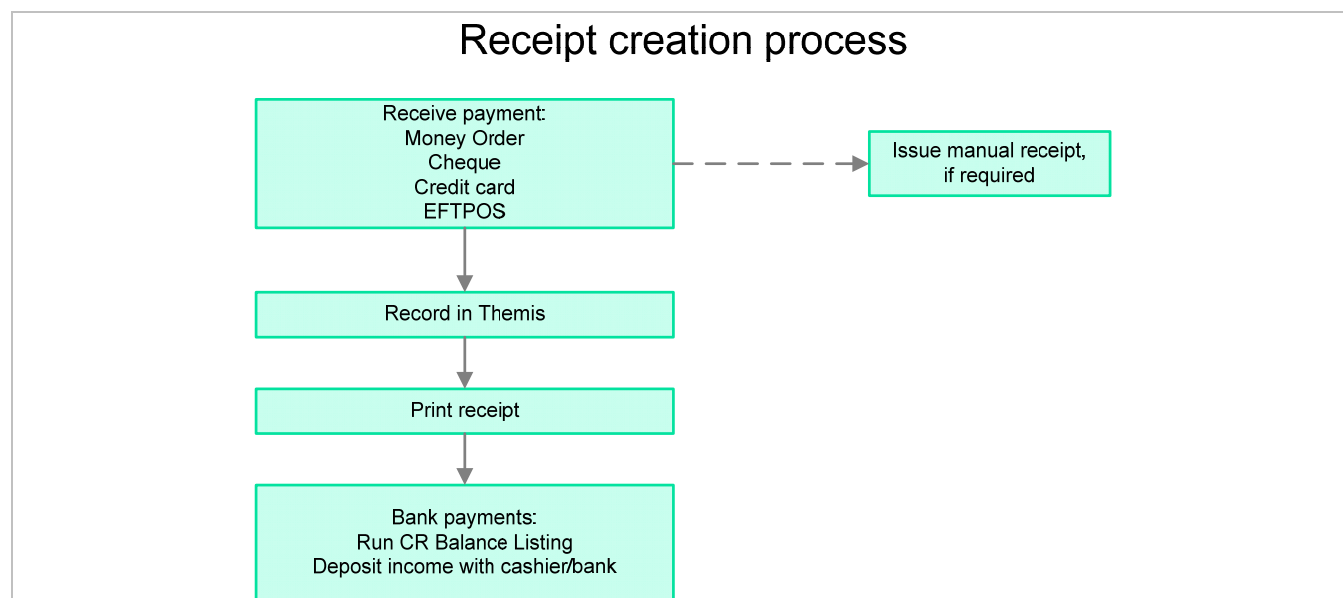 Receipt creation process
Receive payment:
Money Order
Cheque
Credit card
EFTPOS
Issue manual receipt,
if required
Record in Themis
Print receipt
Bank payments:
Run CR Balance Listing
Deposit income with cashier/bank